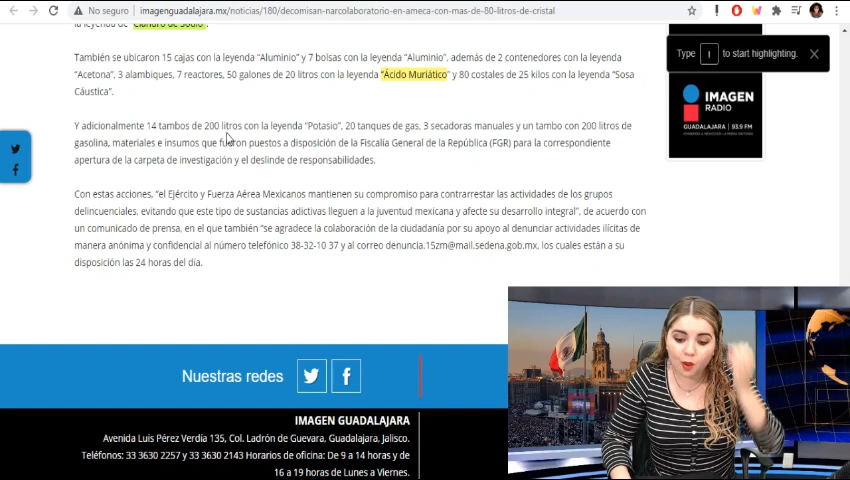 No seguro
imagenguadalajara.mx/noticias/180/decomisan-narcolaboratorio-en-ameca-con-mas-de-80-litros-de-cristal
la leyenda de "Cianuro de Sodio".
También se ubicaron 15 cajas con la leyenda "Aluminio" y 7 bolsas con la leyenda "Aluminio", además de 2 contenedores con la leyenda
"Acetona", 3 alambiques, 7 reactores, 50 galones de 20 litros con la leyenda "Ácido Muriático" y 80 costales de 25 kilos con la leyenda "Sosa
Cáustica".
Type I to start highlighting.
IMAGEN
RADIO
GUADALAJARA | 93.9 FM
Y adicionalmente 14 tambos de 200 litros con la leyenda "Potasio", 20 tanques de gas, 3 secadoras manuales y un tambo con 200 litros de
gasolina, materiales e insumos que fueron puestos a disposición de la Fiscalía General de la República (FGR) para la correspondiente
apertura de la carpeta de investigación y el deslinde de responsabilidades.
Con estas acciones, "el Ejército y Fuerza Aérea Mexicanos mantienen su compromiso para contrarrestar las actividades de los grupos
delincuenciales, evitando que este tipo de sustancias adictivas lleguen a la juventud mexicana y afecte su desarrollo integral", de acuerdo con
un comunicado de prensa, en el que también "se agradece la colaboración de la ciudadanía por su apoyo al denunciar actividades ilícitas de
manera anónima y confidencial al número telefónico 38-32-10 37 y al correo denuncia.15zm@mail.sedena.gob.mx, los cuales están a su
disposición las 24 horas del día.
Nuestras redes
IMAGEN GUADALAJARA
Avenida Luis Pérez Verdía 135, Col. Ladrón de Guevara, Guadalajara, Jalisco.
Teléfonos: 33 3630 2257 y 33 3630 2143 Horarios de oficina: De 9 a 14 horas y de
16 a 19 horas de Lunes a Viernes.